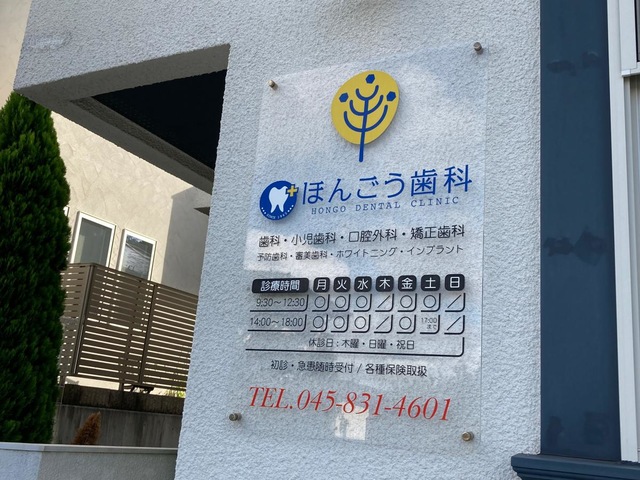 ほんごう歯科
HONGO DENTAL CLINIC
歯科・小児歯科・口腔外科・矯正歯科
予防歯科・審美歯科・ホワイトニング・インプラント
診療時間 月 火 水 木 金 土 日
9:30〜12:30 ○ ○ ○ ／ ○ ○ ／
14:00〜18:00 ○ ○ ○ ／ ○ 17:00まで ／
休診日:木曜・日曜・祝日
初診・急患随時受付 / 各種保険取扱
TEL.045-831-4601